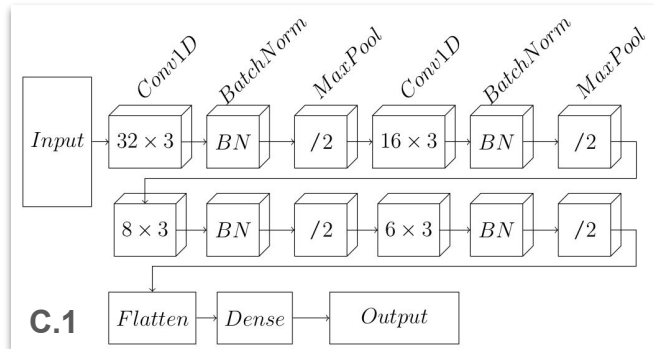 Conv1D BatchNorm MaxPool Conv1D BatchNorm MaxPool
Input 32 × 3 BN /2 16 × 3 BN /2
8 × 3 BN /2 6 × 3 BN /2
C.1 Flatten Dense Output